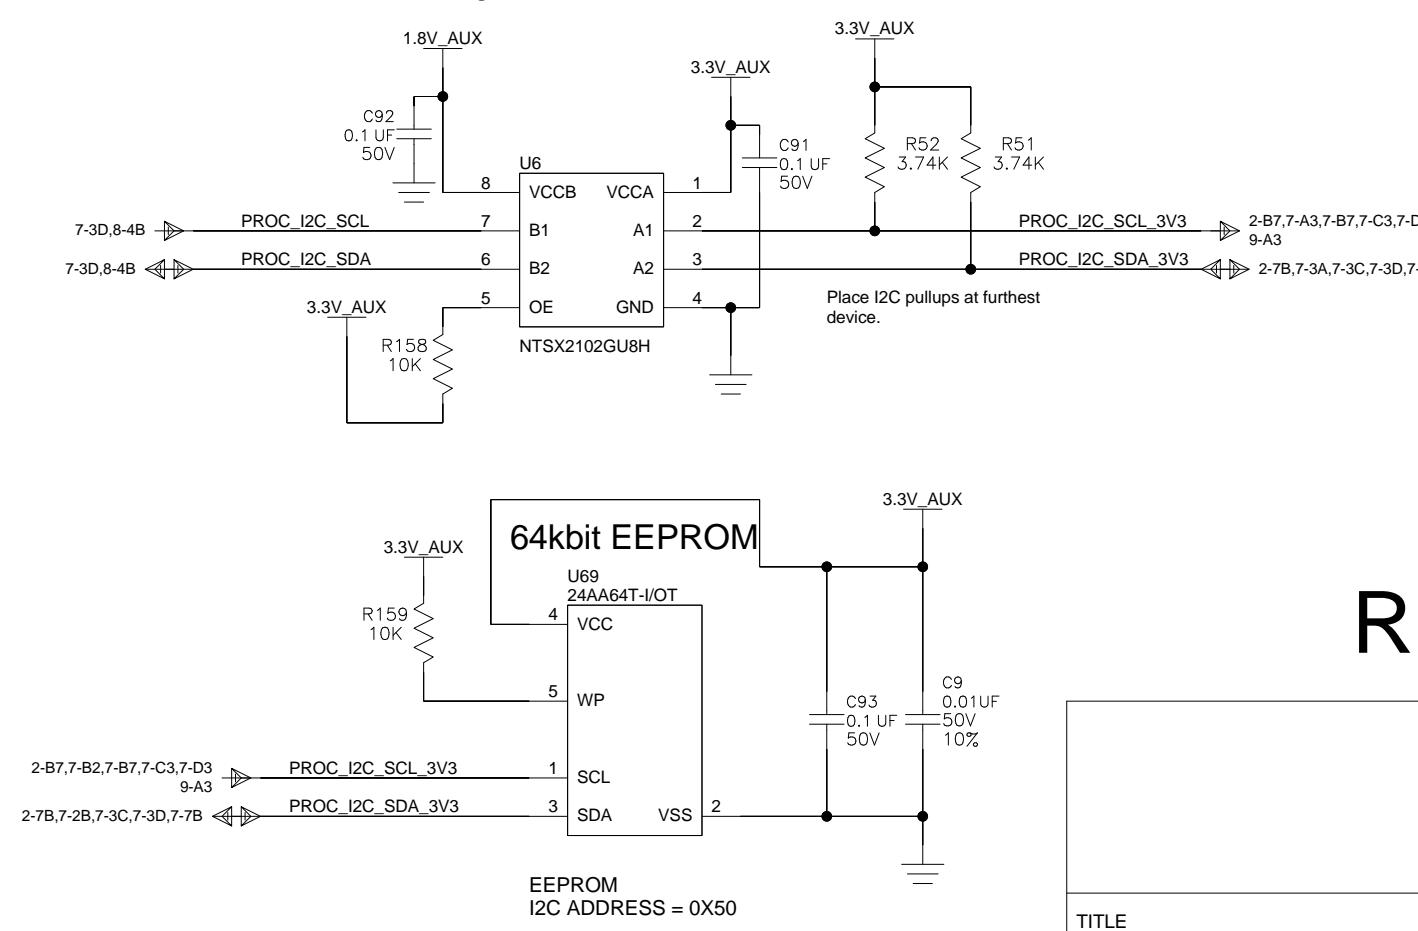 1.8V_AUX
3.3V_AUX
3.3V_AUX
C92
0.1 UF
50V
C91
0.1 UF
50V
R52
3.74K
R51
3.74K
U6
8 VCCB VCCA 1
7-3D,8-4B PROC_I2C_SCL 7 B1 A1 2 PROC_I2C_SCL_3V3 2-B7,7-A3,7-B7,7-C3,7-D
9-A3
7-3D,8-4B PROC_I2C_SDA 6 B2 A2 3 PROC_I2C_SDA_3V3 2-7B,7-3A,7-3C,7-3D,7-
5 OE GND 4
Place I2C pullups at furthest
device.
3.3V_AUX
R158
10K
NTSX2102GU8H
3.3V_AUX
64kbit EEPROM
3.3V_AUX
U69
24AA64T-I/OT
R159
10K
4 VCC
5 WP
C93
0.1 UF
50V
C9
0.01UF
50V
10%
R
2-B7,7-B2,7-B7,7-C3,7-D3
9-A3
PROC_I2C_SCL_3V3 1 SCL
2-7B,7-2B,7-3C,7-3D,7-7B PROC_I2C_SDA_3V3 3 SDA VSS 2
EEPROM
I2C ADDRESS = 0X50
TITLE